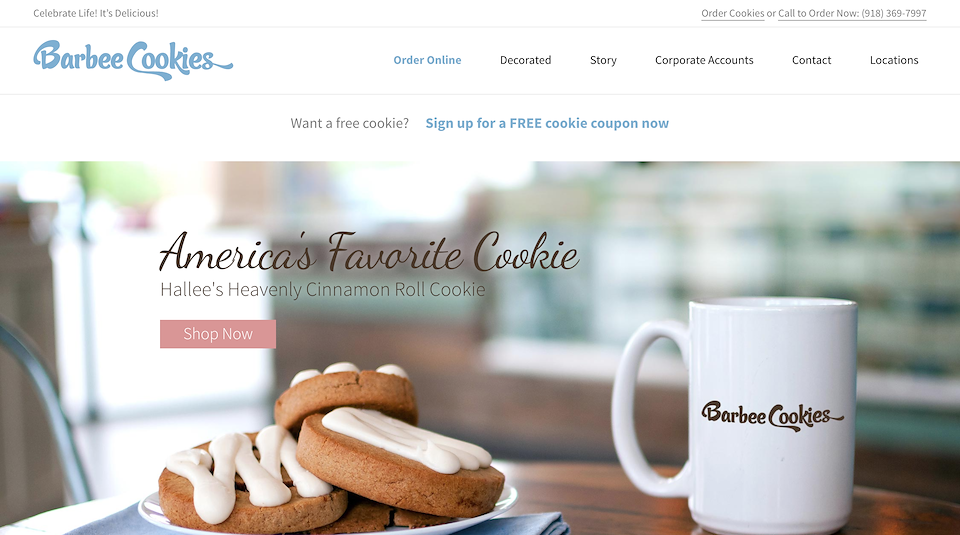 Celebrate Life! It's Delicious!
Order Cookies or Call to Order Now: (918) 369-7997
Barbee Cookies
Order Online
Decorated
Story
Corporate Accounts
Contact
Locations
Want a free cookie? Sign up for a FREE cookie coupon now
America's Favorite Cookie
Hallee's Heavenly Cinnamon Roll Cookie
Shop Now
Barbee Cookies